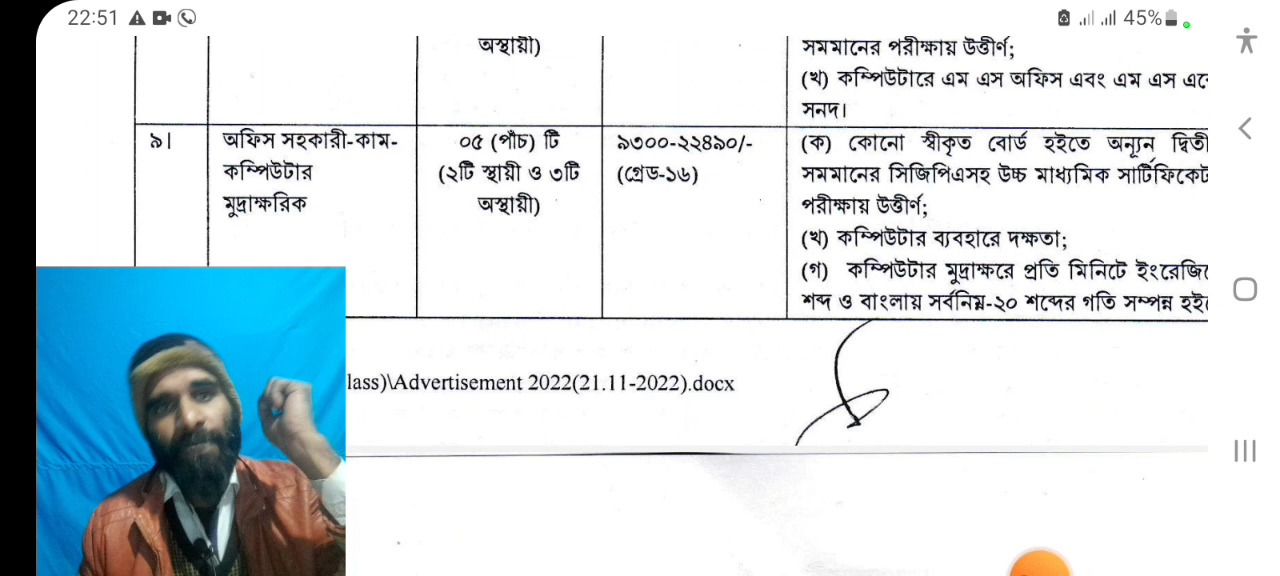 22:51
45%
অস্থায়ী)
সমমানের পরীক্ষায় উত্তীর্ণ;
(খ) কম্পিউটারে এম এস অফিস এবং এম এস
সনদ।
৯।
অফিস সহকারী-কাম-
কম্পিউটার
মুদ্রাক্ষরিক
০৫ (পাঁচ) টি
(২টি স্থায়ী ও ৩টি
অস্থায়ী)
৯৩০০-২২৪৯০/-
(গ্রেড-১৬)
(ক) কোনো স্বীকৃত বোর্ড হইতে অন্যূন
সমমানের সিজিপিএসহ উচ্চ মাধ্যমিক সার্টিফিকেট
পরীক্ষায় উত্তীর্ণ;
(খ) কম্পিউটার ব্যবহারে দক্ষতা;
(গ) কম্পিউটার মুদ্রাক্ষরে প্রতি মিনিটে
শব্দ ও বাংলায় সর্বনিম্ন-২০ শব্দের গতি সম্পন্ন
lass)\Advertisement 2022(21.11-2022).docx